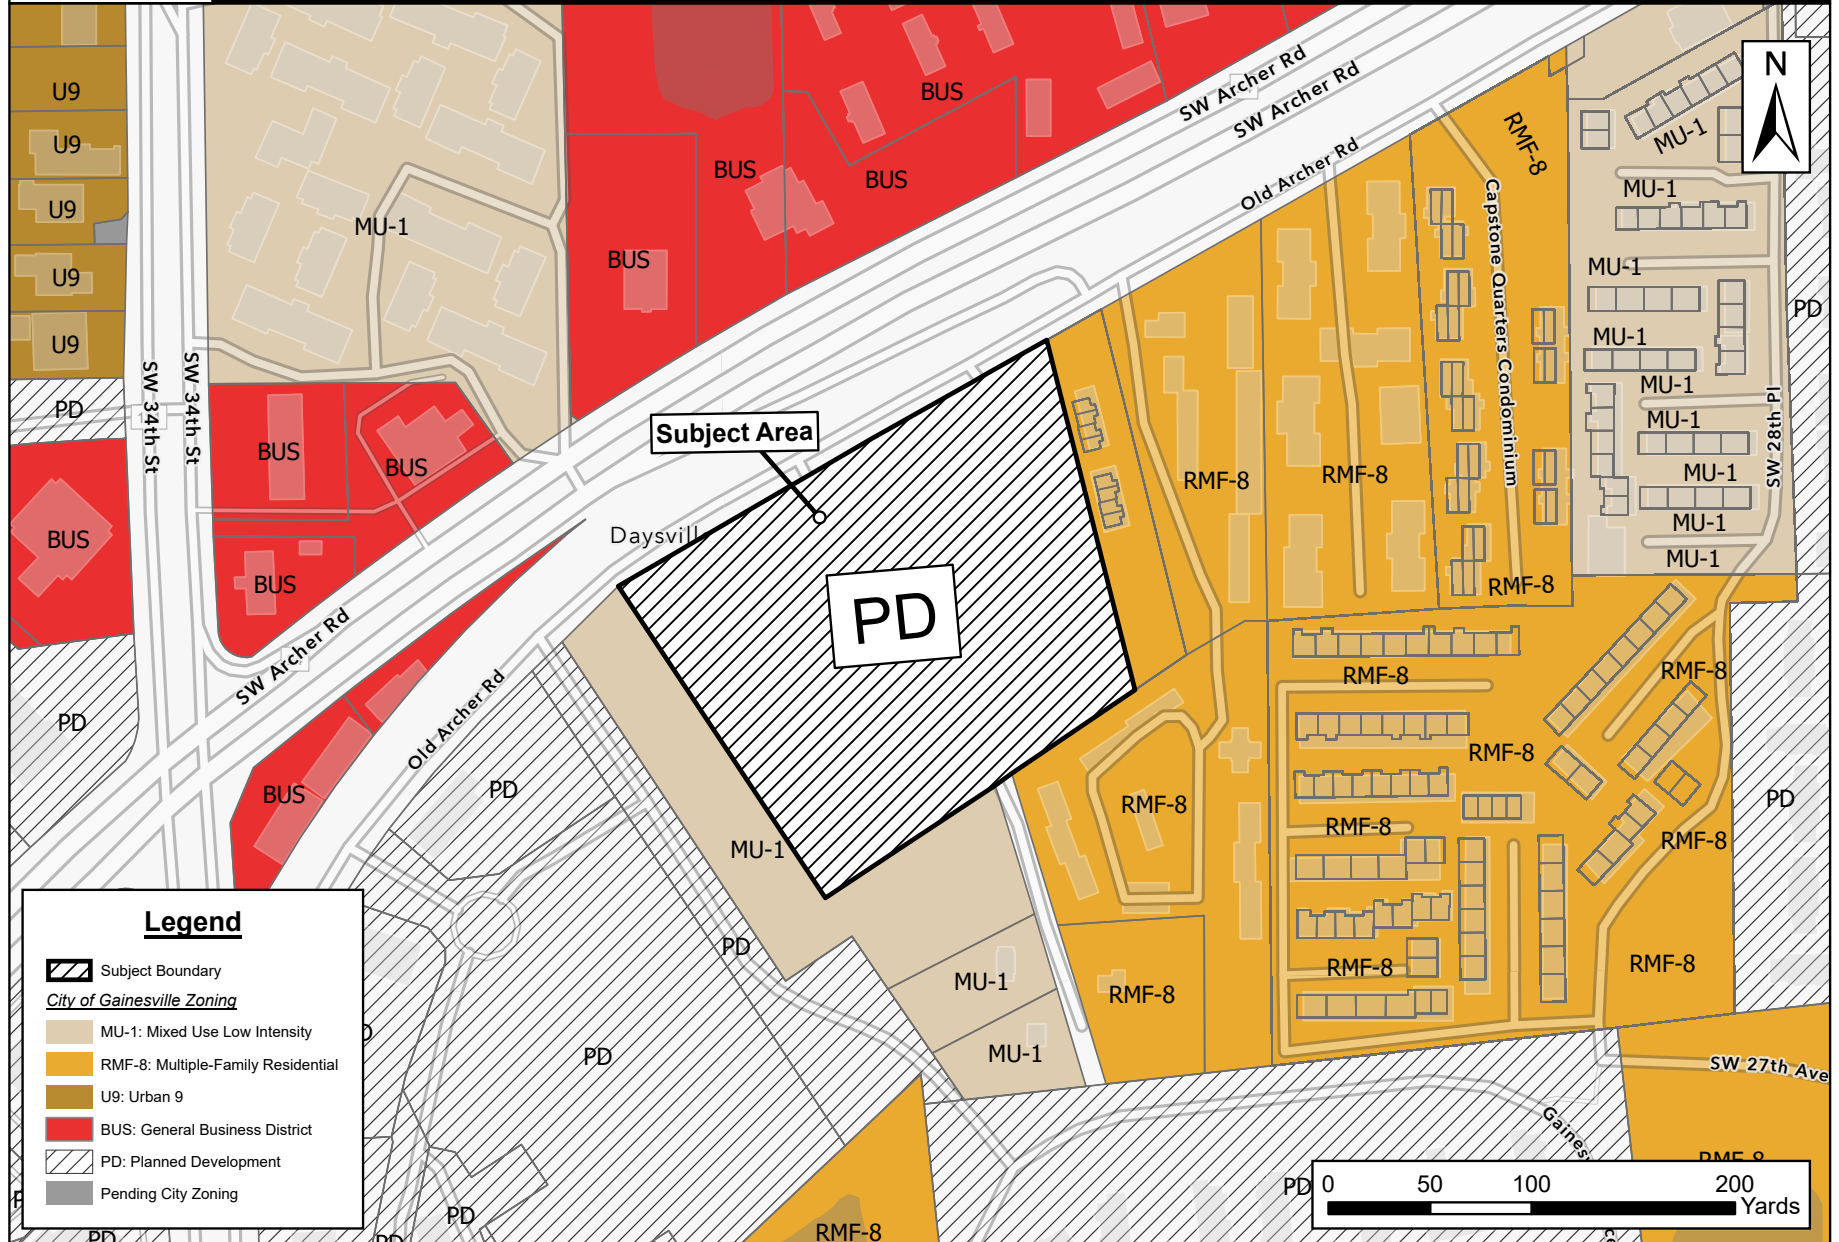 SW Archer Rd
SW Archer Rd
Old Archer Rd
N
U9
U9
U9
U9
U9
PD
MU-1
BUS
BUS
BUS
BUS
RMF-8
MU-1
MU-1
MU-1
MU-1
MU-1
MU-1
MU-1
MU-1
MU-1
PD
Capstone Quarters Condominium
SW 28th Pl
SW 34th St
SW 34th St
BUS
BUS
BUS
BUS
Subject Area
Daysvill
PD
RMF-8
RMF-8
RMF-8
SW Archer Rd
Old Archer Rd
PD
BUS
PD
MU-1
RMF-8
RMF-8
RMF-8
RMF-8
RMF-8
RMF-8
RMF-8
RMF-8
PD
PD
MU-1
MU-1
RMF-8
PD
SW 27th Ave
Gaines
RMF-8
PD
PD
RMF-8
PD
PD
Legend
Subject Boundary
City of Gainesville Zoning
MU-1: Mixed Use Low Intensity
RMF-8: Multiple-Family Residential
U9: Urban 9
BUS: General Business District
PD: Planned Development
Pending City Zoning
0 50 100 200
Yards